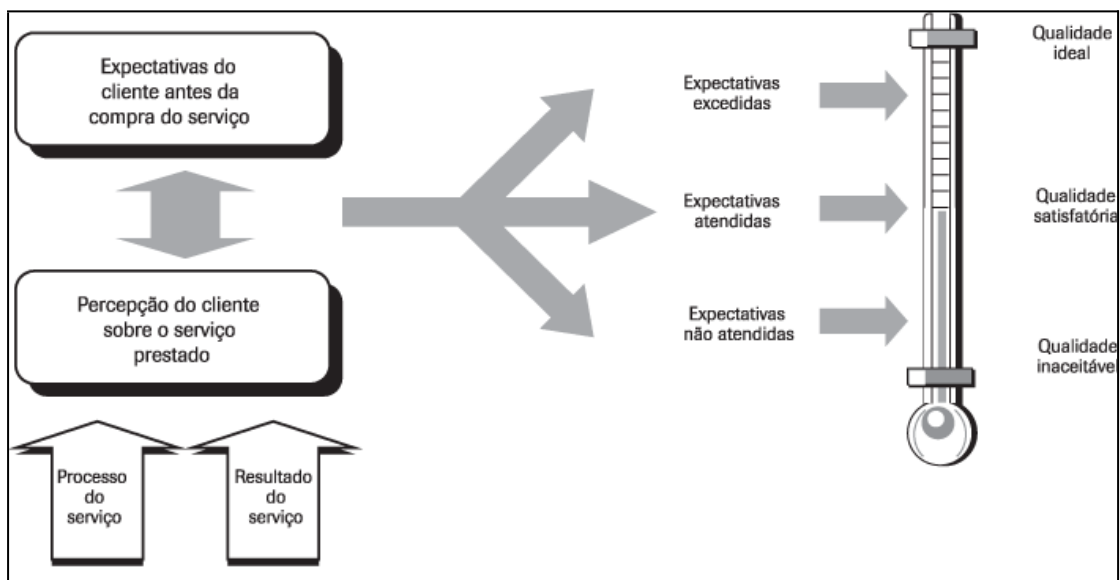 Expectativas do
cliente antes da
compra do serviço
Percepção do cliente
sobre o serviço
prestado
Processo
do
serviço
Resultado
do
serviço
Expectativas
excedidas
Expectativas
atendidas
Expectativas
não atendidas
Qualidade
ideal
Qualidade
satisfatória
Qualidade
inaceitável